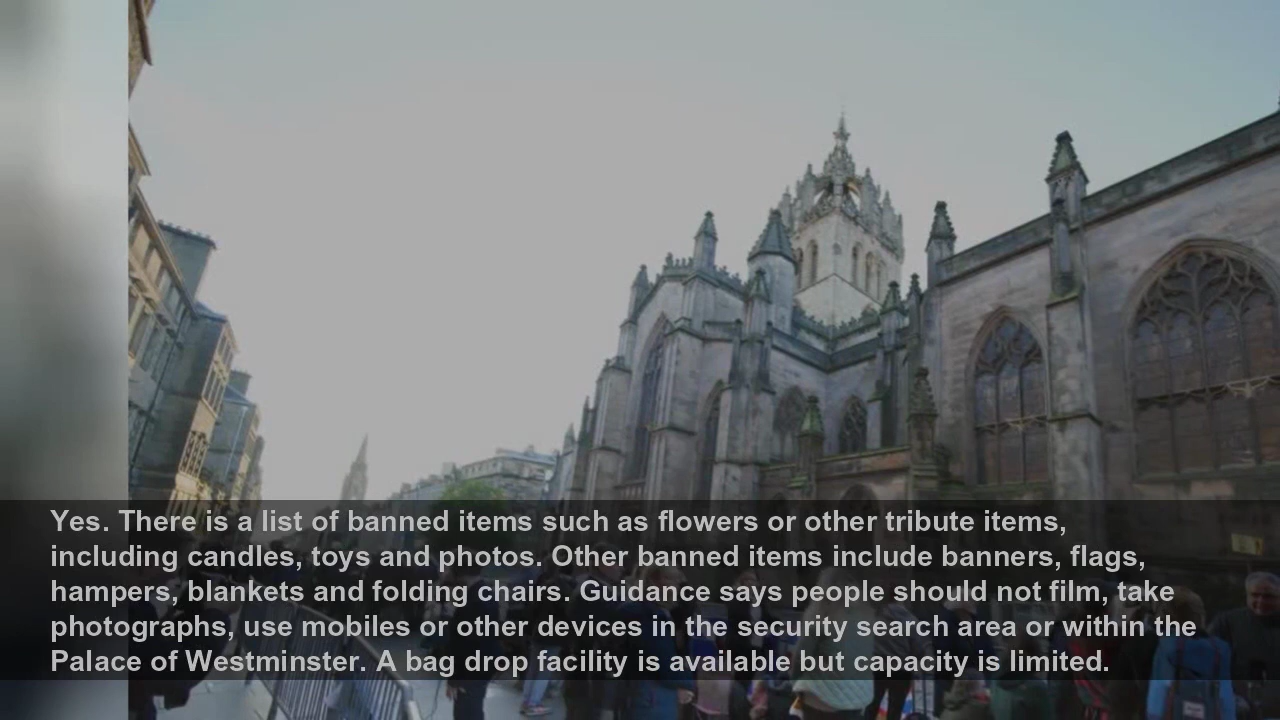 Yes. There is a list of banned items such as flowers or other tribute items,
including candles, toys and photos. Other banned items include banners, flags,
hampers, blankets and folding chairs. Guidance says people should not film, take
photographs, use mobiles or other devices in the security search area or within the
Palace of Westminster. A bag drop facility is available but capacity is limited.